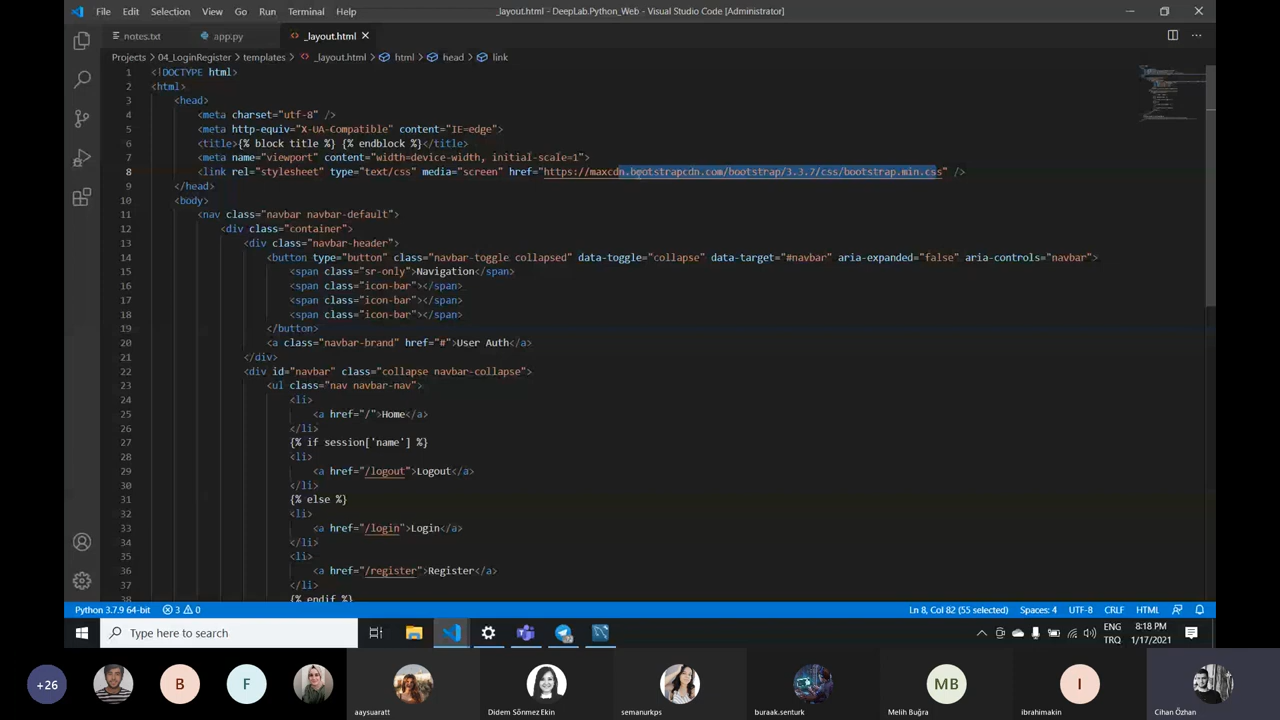 File Edit Selection View Go Run Terminal Help _layout.html - DeepLab.Python_Web - Visual Studio Code [Administrator]
notes.txt app.py _layout.html
Projects > 04_LoginRegister > templates > _layout.html > html > head > link
1 <!DOCTYPE html>
2 <html>
3 <head>
4 <meta charset="utf-8" />
5 <meta http-equiv="X-UA-Compatible" content="IE=edge">
6 <title>{% block title %} {% endblock %}</title>
7 <meta name="viewport" content="width=device-width, initial-scale=1">
8 <link rel="stylesheet" type="text/css" media="screen" href="https://maxcdn.bootstrapcdn.com/bootstrap/3.3.7/css/bootstrap.min.css" />
9 </head>
10 <body>
11 <nav class="navbar navbar-default">
12 <div class="container">
13 <div class="navbar-header">
14 <button type="button" class="navbar-toggle collapsed" data-toggle="collapse" data-target="#navbar" aria-expanded="false" aria-controls="navbar">
15 <span class="sr-only">Navigation</span>
16 <span class="icon-bar"></span>
17 <span class="icon-bar"></span>
18 <span class="icon-bar"></span>
19 </button>
20 <a class="navbar-brand" href="#">User Auth</a>
21 </div>
22 <div id="navbar" class="collapse navbar-collapse">
23 <ul class="nav navbar-nav">
24 <li>
25 <a href="/">Home</a>
26 </li>
27 {% if session['name'] %}
28 <li>
29 <a href="/logout">Logout</a>
30 </li>
31 {% else %}
32 <li>
33 <a href="/login">Login</a>
34 </li>
35 <li>
36 <a href="/register">Register</a>
37 </li>
38 {% endif %}
Python 3.7.9 64-bit 3 0 Ln 8, Col 82 (55 selected) Spaces: 4 UTF-8 CRLF HTML
Type here to search ENG 8:18 PM
TRQ 1/17/2021
+26 B F MB I
aaysuaratt Didem Sönmez Ekin semanurkps buraak.senturk Melih Buğra ibrahimakin Cihan Özhan